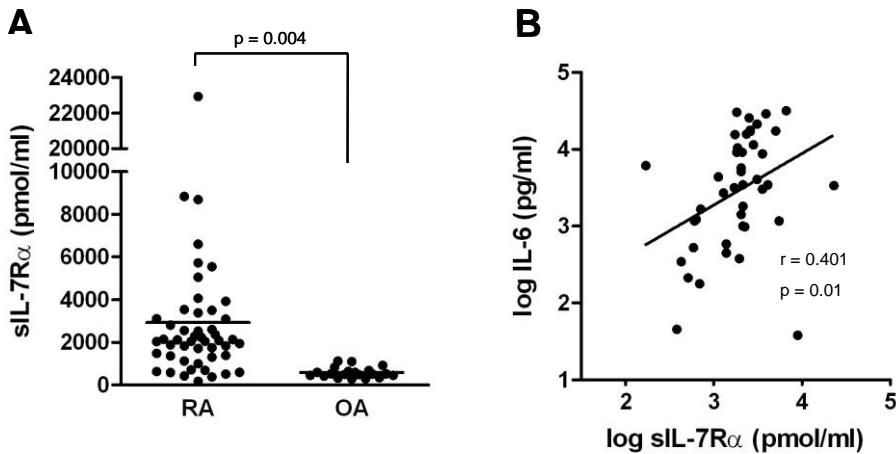 A
p = 0.004
sIL-7Rα (pmol/ml)
24000
22000
20000
10000
8000
6000
4000
2000
0
RA
OA
B
log IL-6 (pg/ml)
5
4
3
2
1
r = 0.401
p = 0.01
2
3
4
5
log sIL-7Rα (pmol/ml)